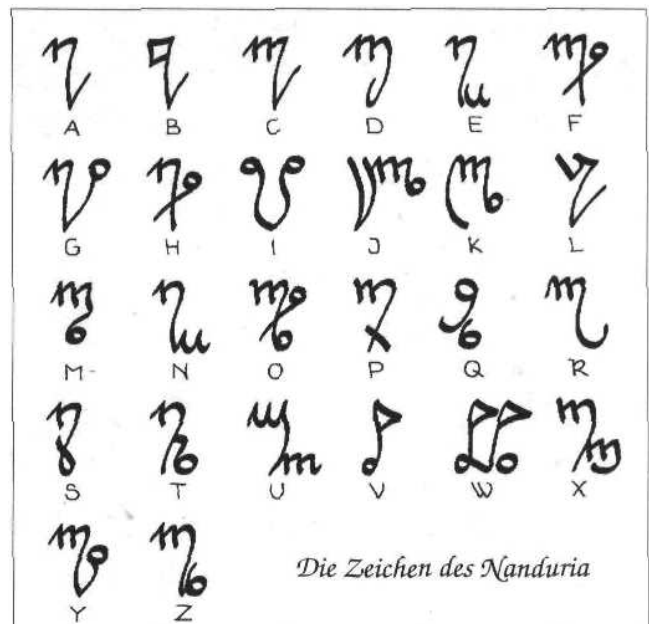 A B C D E F
G H I J K L
M N O P Q R
S T U V W X
Y Z
Die Zeichen des Nanduria